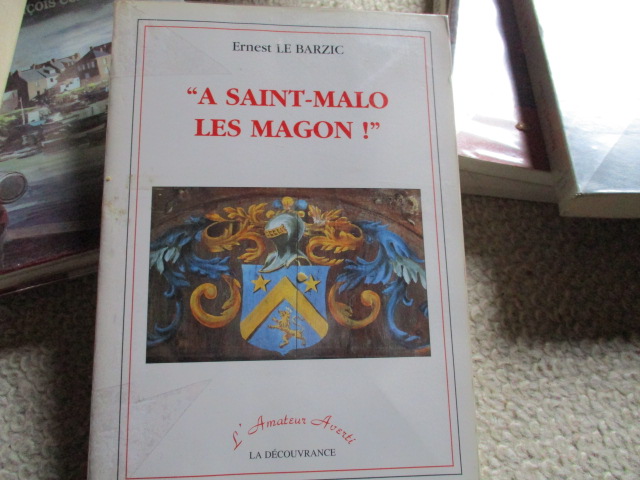 Ernest LE BARZIC
“A SAINT-MALO
LES MAGON !”
L'Amateur Averti
LA DÉCOUVRANCE